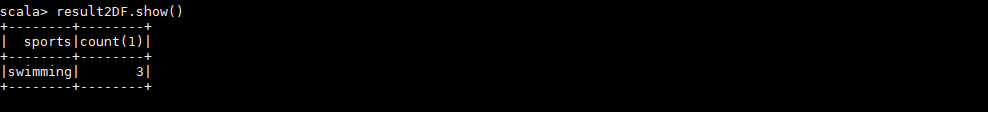 scala> result2DF.show()
+--------+--------+
|  sports|count(1)|
+--------+--------+
|swimming|       3|
+--------+--------+